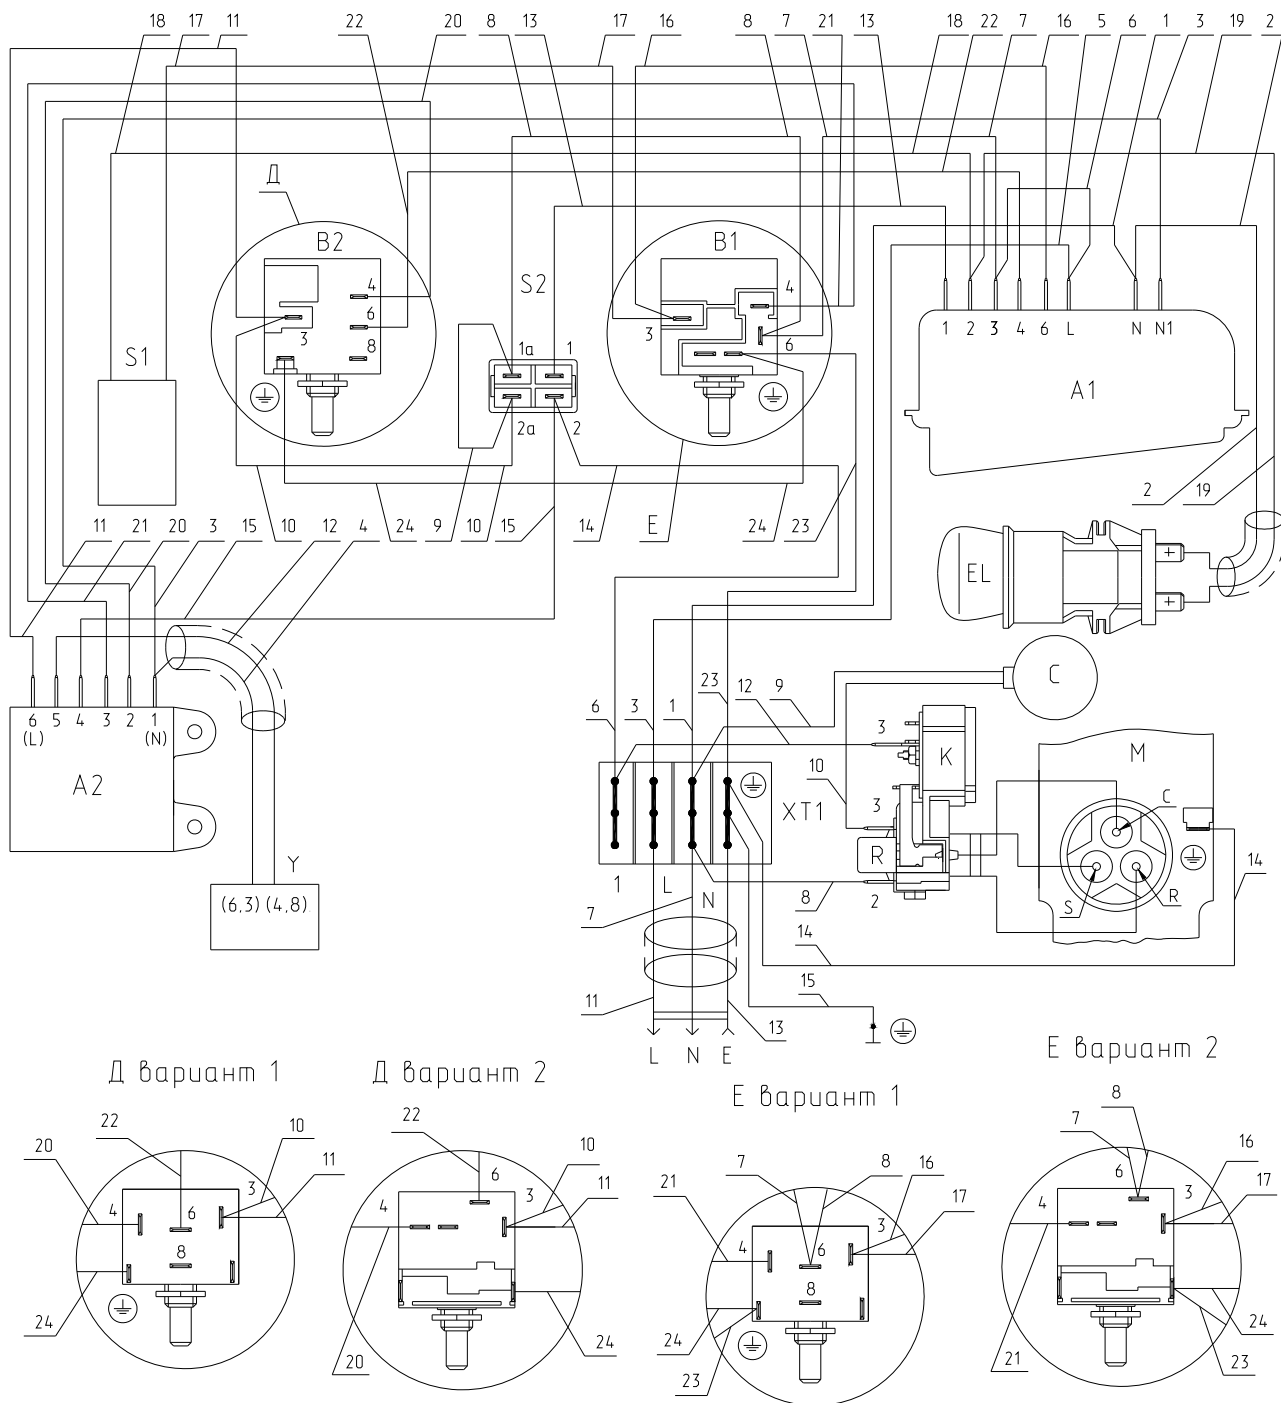 18 17 11 22 20 8 13 17 16 8 7 21 13 18 22 7 16 5 6 1 3 19 2
Д
B2
B1
S2
S1
4
6
3
8
1a 1
2a 2
4
3
6
1 2 3 4 6 L N N1
A1
10 24 9 10 15 14 E 24 23
2 19
11 21 20 3 15 12 4
EL
C
6 5 4 3 2 1
(L) (N)
A2
Y
(6,3) (4,8)
6 3 1 23 12 9
3
K
10
3
XT1
R
2
8
M
C
S R
14
1 L N
7
14
15
11 13
L N E
Д вариант 1
Д вариант 2
E вариант 1
E вариант 2
20 22 10 11
4 6 3
8
24
22 10 11
4 6 3
20 24
21 7 8 16 17
4 6 3
8
24 23
7 8 16 17
4 6 3
21 24 23